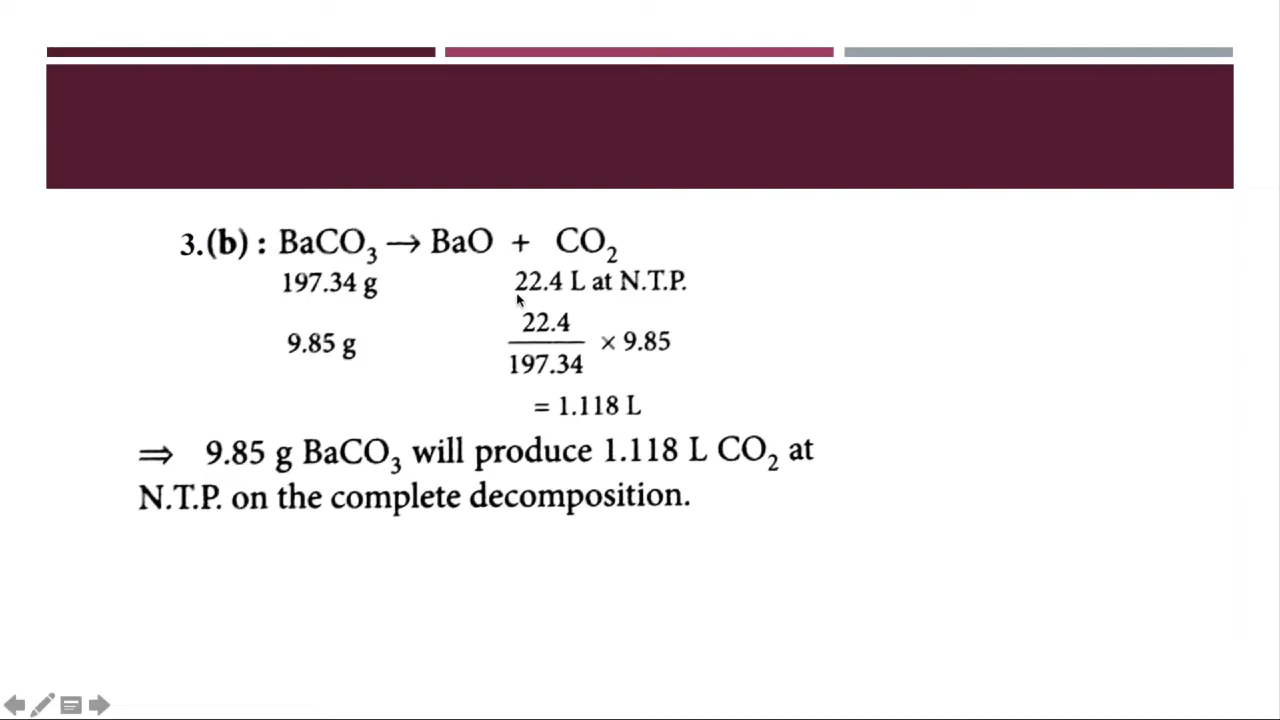 3.(b) : BaCO₃ → BaO + CO₂
197.34 g 22.4 L at N.T.P.
9.85 g 22.4/197.34 × 9.85
= 1.118 L
⇒ 9.85 g BaCO₃ will produce 1.118 L CO₂ at
N.T.P. on the complete decomposition.